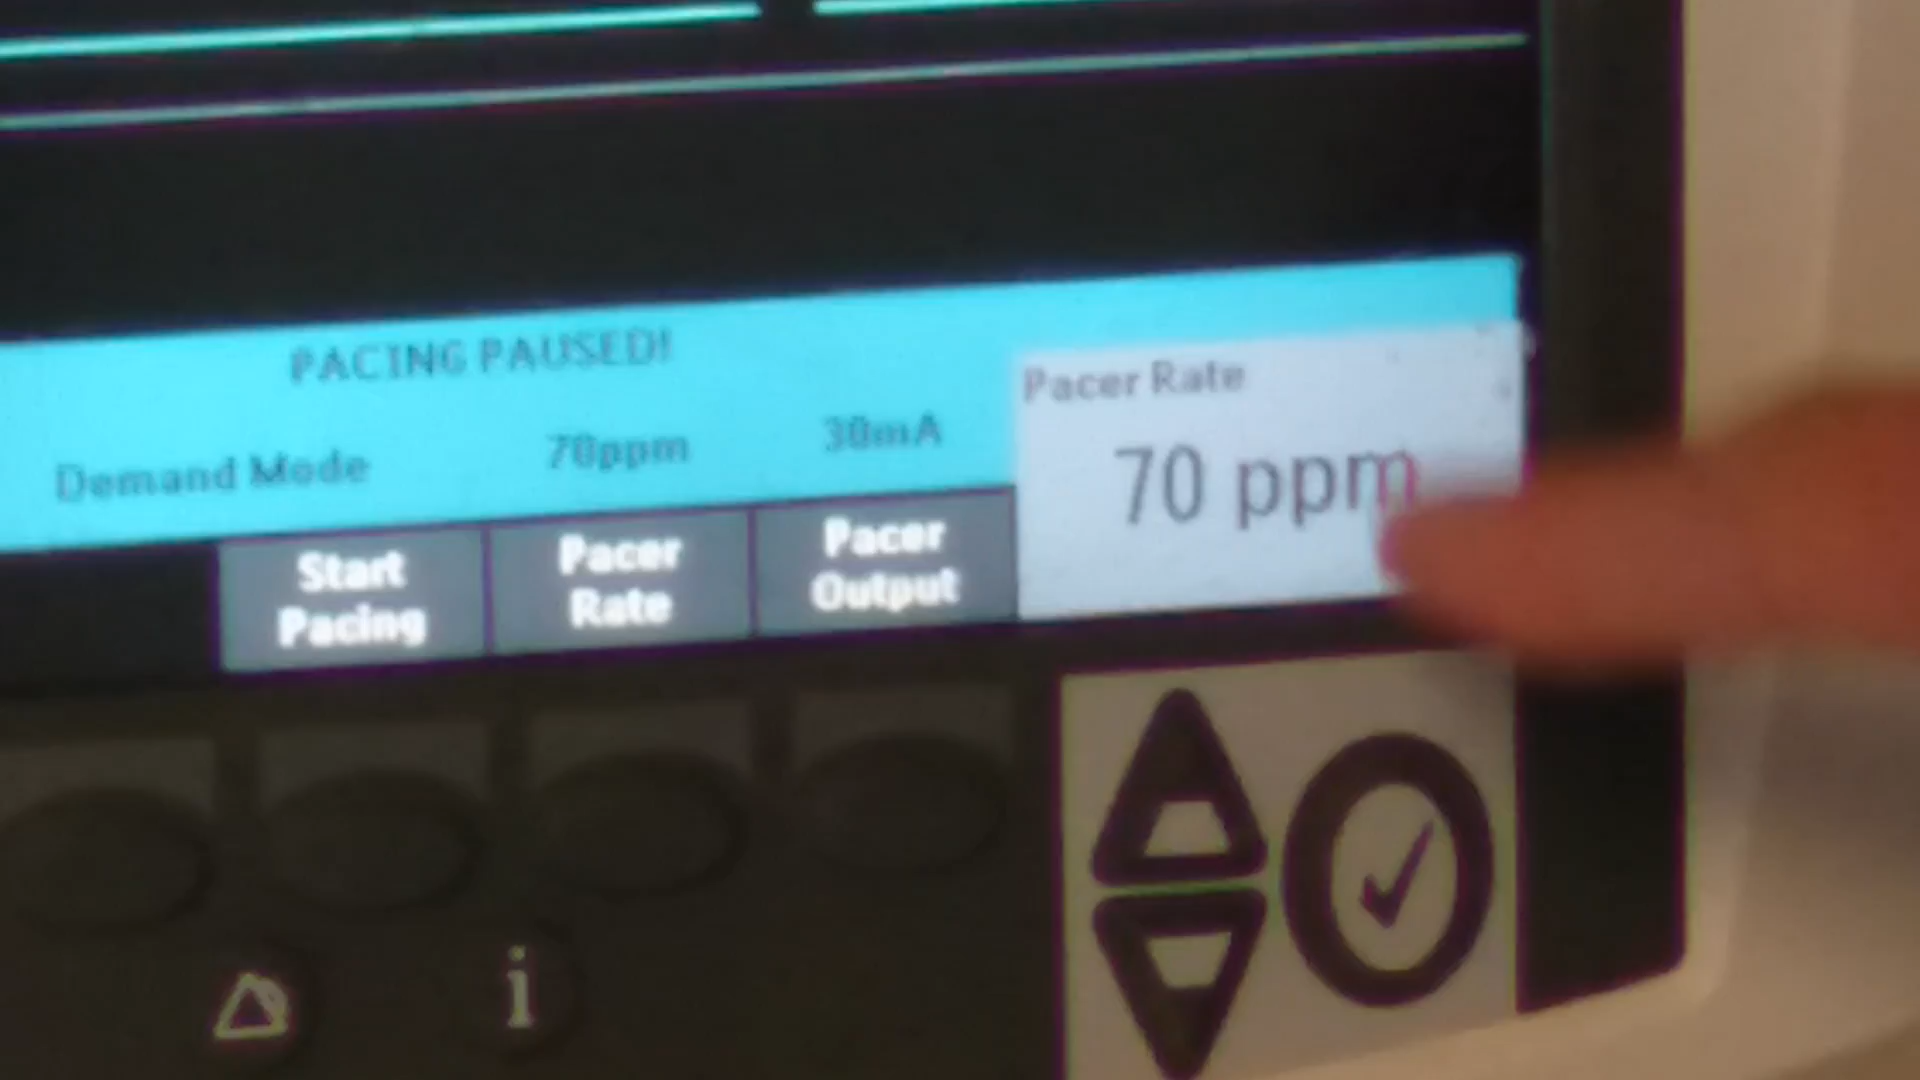 PACING PAUSED!
Demand Mode 70ppm 30mA
Pacer Rate
70 ppm
Start Pacing
Pacer Rate
Pacer Output
i